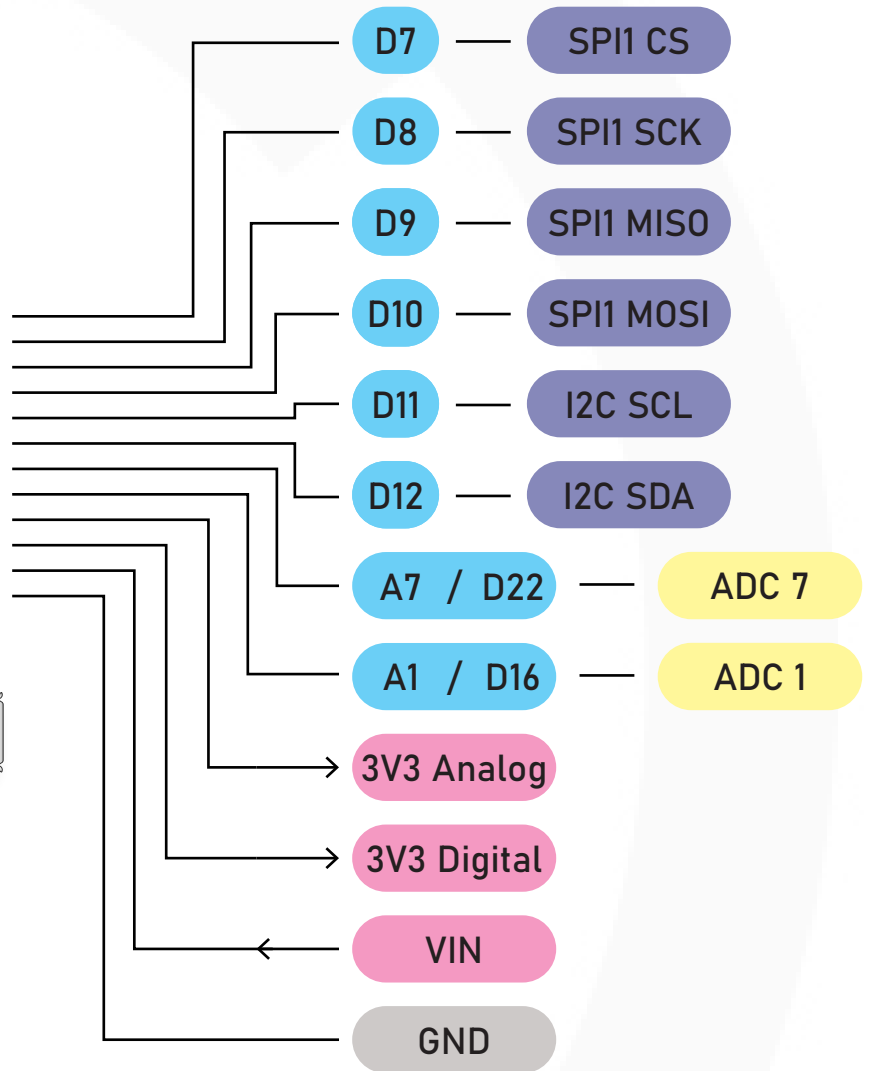 D7 SPI1 CS
D8 SPI1 SCK
D9 SPI1 MISO
D10 SPI1 MOSI
D11 I2C SCL
D12 I2C SDA
A7 / D22 ADC 7
A1 / D16 ADC 1
3V3 Analog
3V3 Digital
VIN
GND